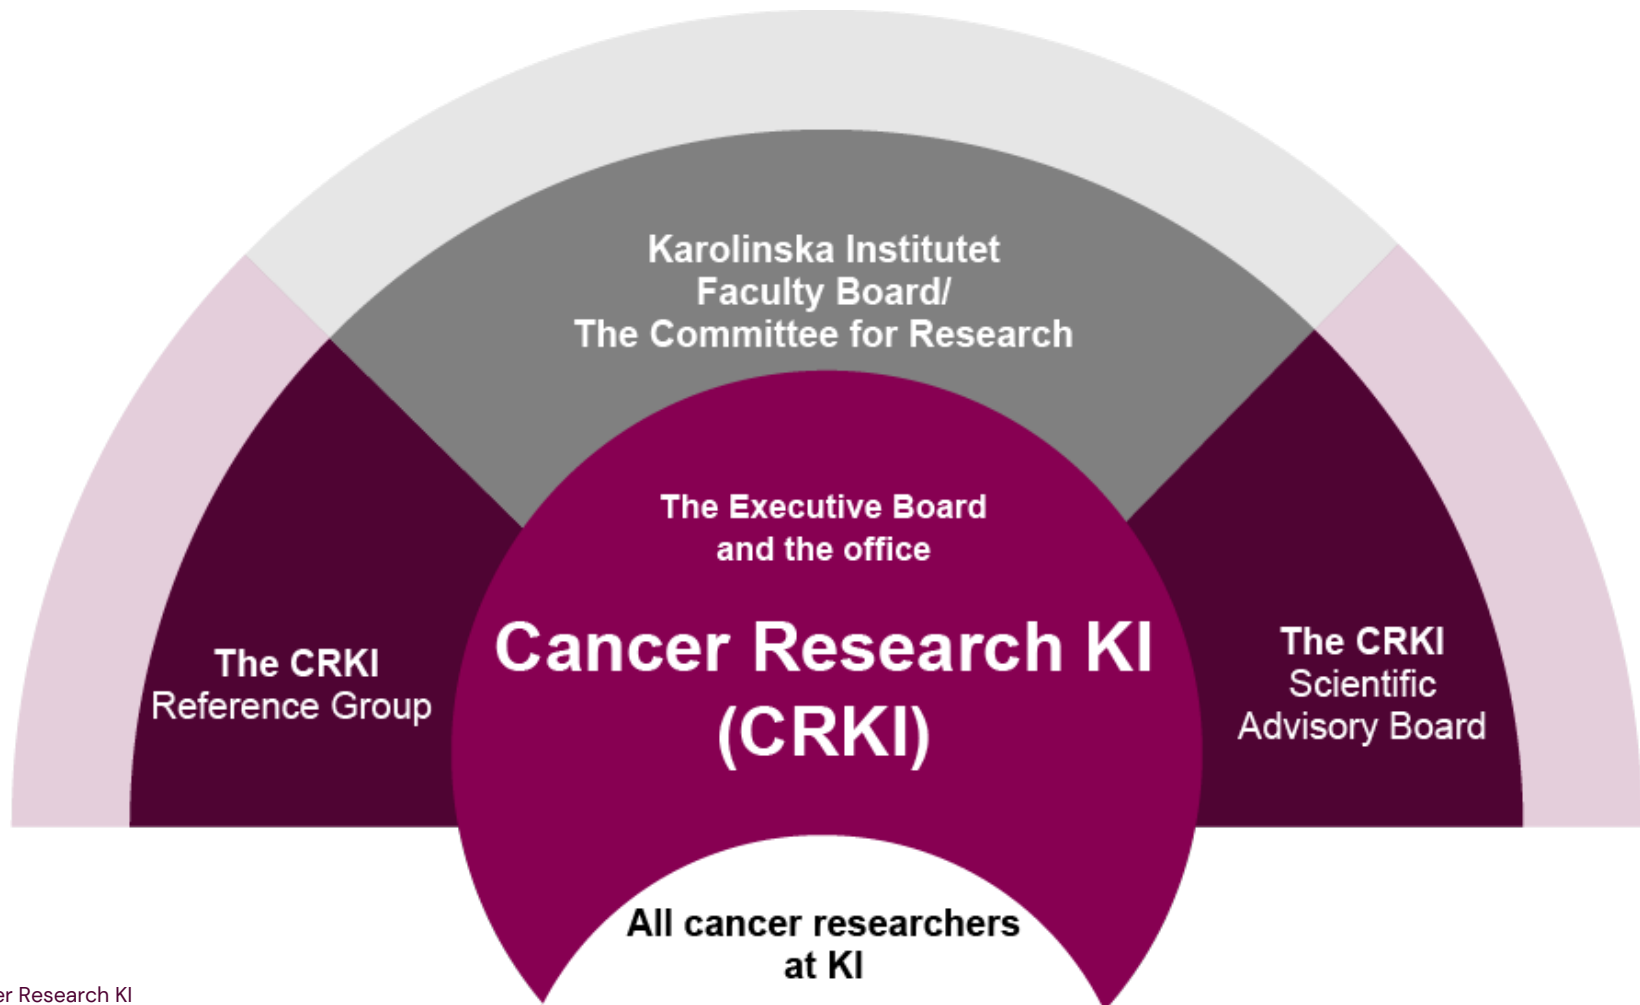 Karolinska Institutet
Faculty Board/
The Committee for Research
The Executive Board
and the office
Cancer Research KI
(CRKI)
The CRKI
Reference Group
The CRKI
Scientific
Advisory Board
All cancer researchers
at KI
er Research KI